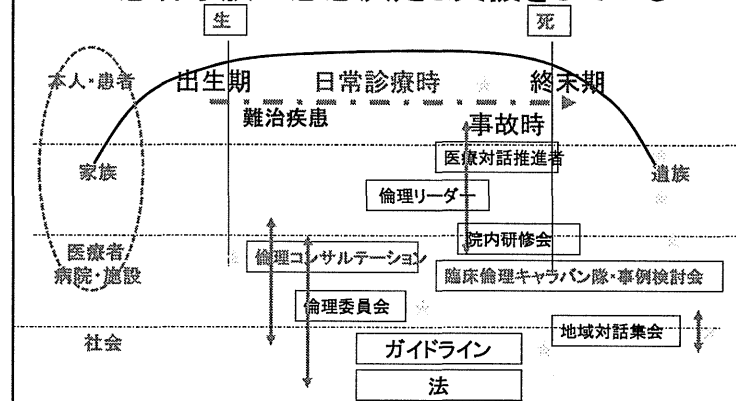 生
死
本人・患者
出生期
日常診療時
終末期
難治疾患
事故時
医療対話推進者
家族
遺族
倫理リーダー
院内研修会
医療者
病院・施設
倫理コンサルテーション
臨床倫理キャラバン隊・事例検討会
倫理委員会
社会
地域対話集会
ガイドライン
法